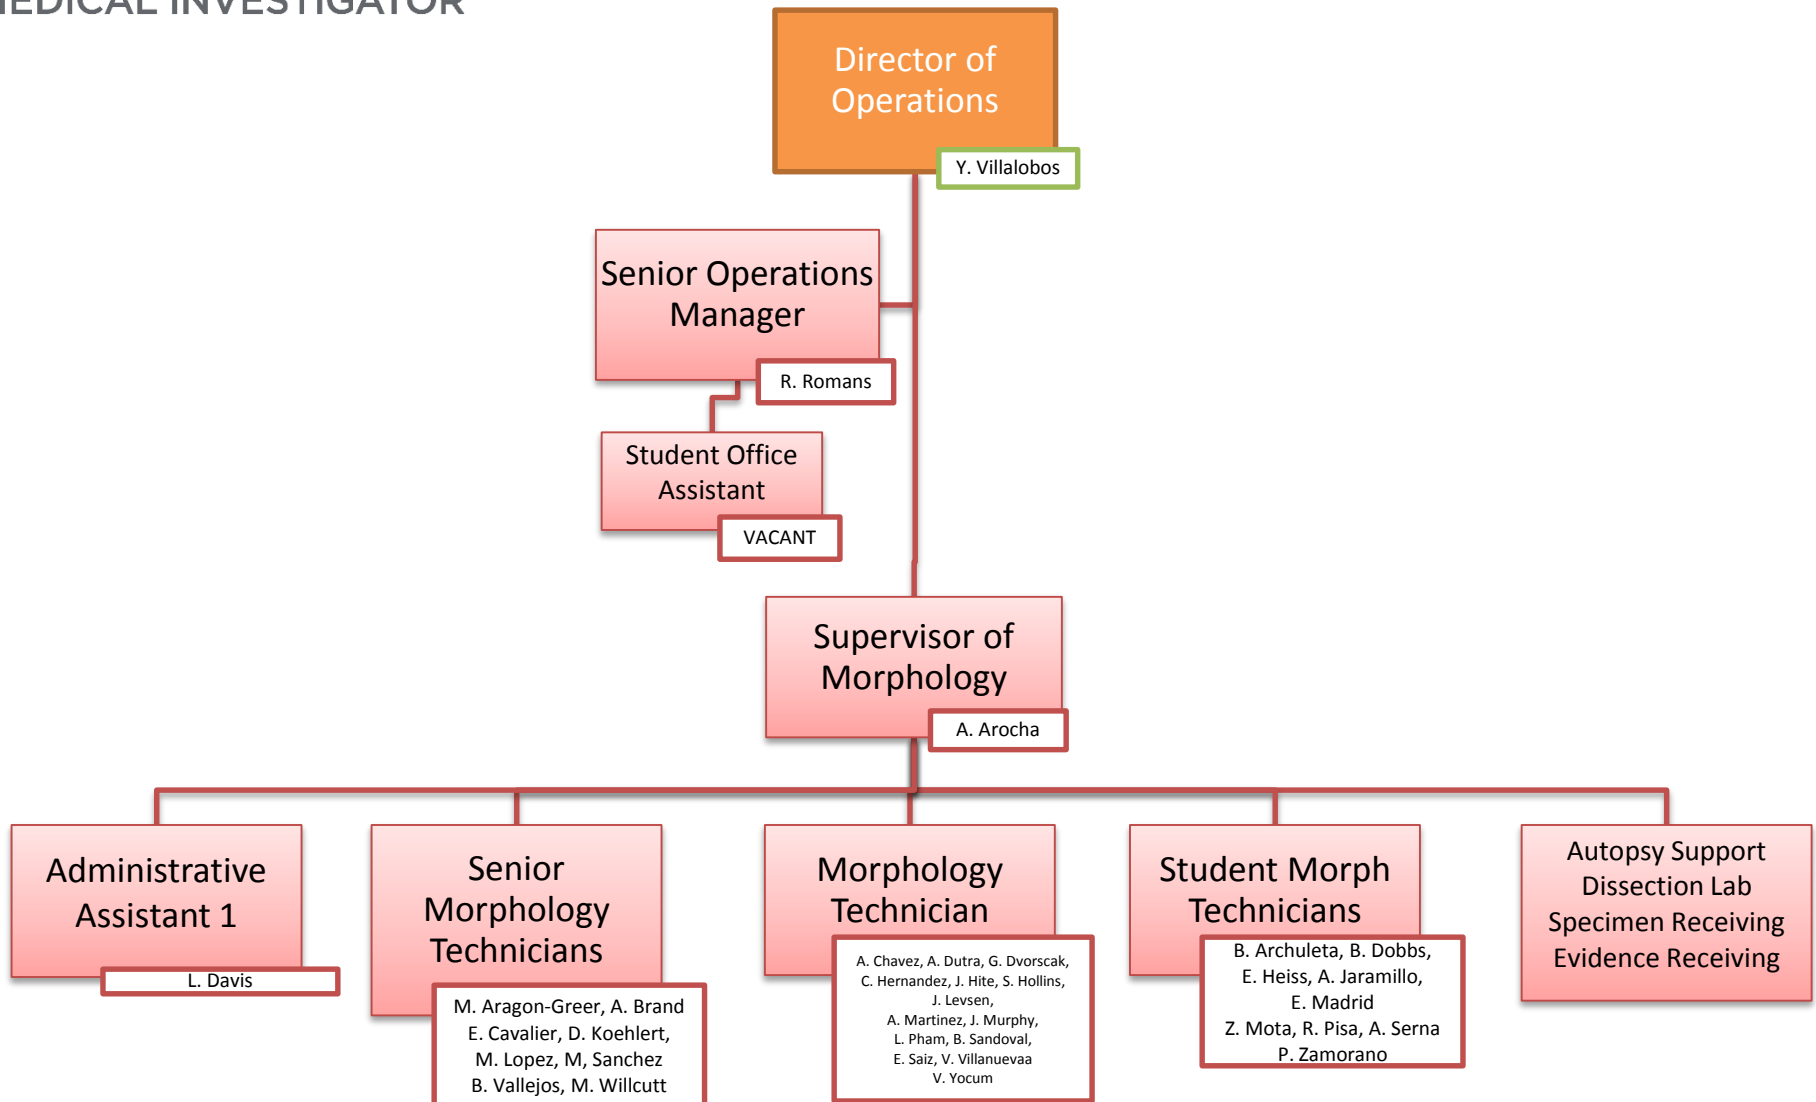 MEDICAL INVESTIGATOR
Director of
Operations
Y. Villalobos
Senior Operations
Manager
R. Romans
Student Office
Assistant
VACANT
Supervisor of
Morphology
A. Arocha
Administrative
Assistant 1
L. Davis
Senior
Morphology
Technicians
M. Aragon-Greer, A. Brand
E. Cavalier, D. Koehlert,
M. Lopez, M, Sanchez
B. Vallejos, M. Willcutt
Morphology
Technician
A. Chavez, A. Dutra, G. Dvorscak,
C. Hernandez, J. Hite, S. Hollins,
J. Levsen,
A. Martinez, J. Murphy,
L. Pham, B. Sandoval,
E. Saiz, V. Villanuevaa
V. Yocum
Student Morph
Technicians
B. Archuleta, B. Dobbs,
E. Heiss, A. Jaramillo,
E. Madrid
Z. Mota, R. Pisa, A. Serna
P. Zamorano
Autopsy Support
Dissection Lab
Specimen Receiving
Evidence Receiving